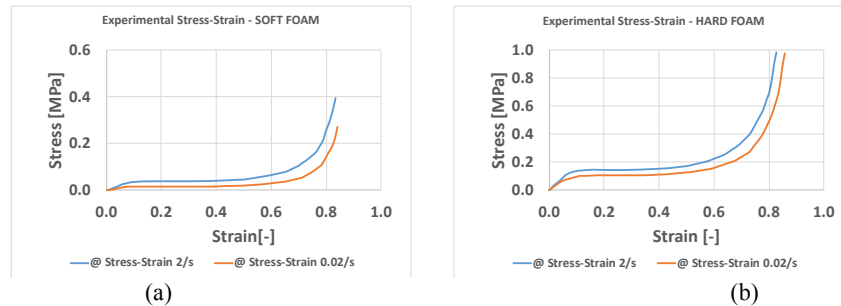 Experimental Stress-Strain - SOFT FOAM
0.6
0.4
0.2
0.0
Stress [MPa]
0.0 0.2 0.4 0.6 0.8 1.0
Strain[-]
@ Stress-Strain 2/s @ Stress-Strain 0.02/s
(a)
Experimental Stress-Strain - HARD FOAM
1.0
0.8
0.6
0.4
0.2
0.0
Stress [MPa]
0.0 0.2 0.4 0.6 0.8 1.0
Strain [-]
@ Stress-Strain 2/s @ Stress-Strain 0.02/s
(b)